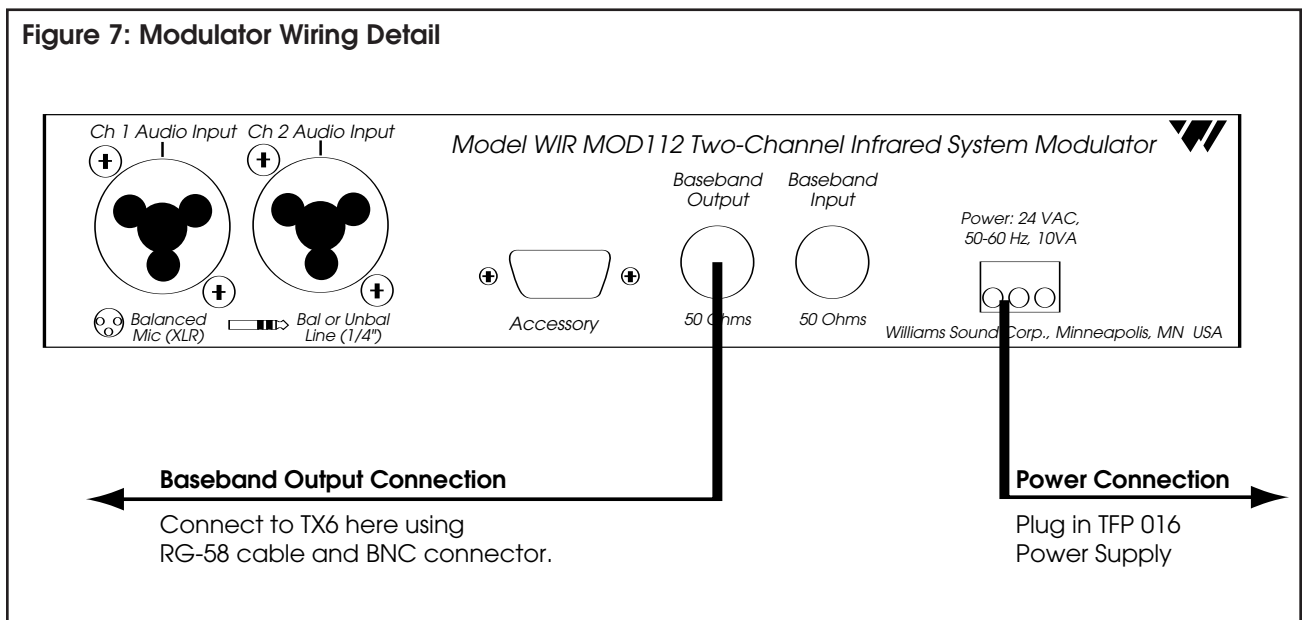 Figure 7: Modulator Wiring Detail
Ch 1 Audio Input
Ch 2 Audio Input
Model WIR MOD112 Two-Channel Infrared System Modulator
Baseband
Output
Baseband
Input
Power: 24 VAC,
50-60 Hz, 10VA
Balanced
Mic (XLR)
Bal or Unbal
Line (1/4")
Accessory
50 Ohms
50 Ohms
Williams Sound Corp., Minneapolis, MN USA
Baseband Output Connection
Connect to TX6 here using
RG-58 cable and BNC connector.
Power Connection
Plug in TFP 016
Power Supply